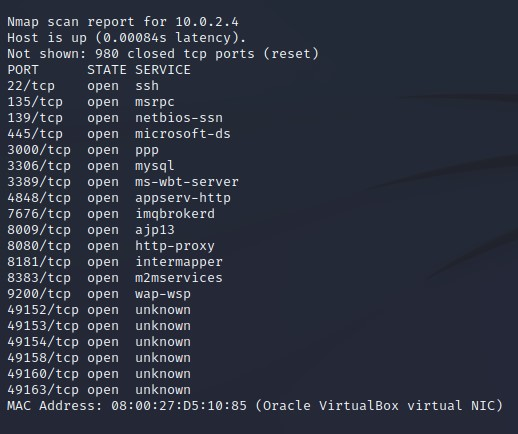 Nmap scan report for 10.0.2.4
Host is up (0.00084s latency).
Not shown: 980 closed tcp ports (reset)
PORT      STATE SERVICE
22/tcp    open  ssh
135/tcp   open  msrpc
139/tcp   open  netbios-ssn
445/tcp   open  microsoft-ds
3000/tcp  open  ppp
3306/tcp  open  mysql
3389/tcp  open  ms-wbt-server
4848/tcp  open  appserv-http
7676/tcp  open  imqbrokerd
8009/tcp  open  ajp13
8080/tcp  open  http-proxy
8181/tcp  open  intermapper
8383/tcp  open  m2mservices
9200/tcp  open  wap-wsp
49152/tcp open  unknown
49153/tcp open  unknown
49154/tcp open  unknown
49158/tcp open  unknown
49160/tcp open  unknown
49163/tcp open  unknown
MAC Address: 08:00:27:D5:10:85 (Oracle VirtualBox virtual NIC)